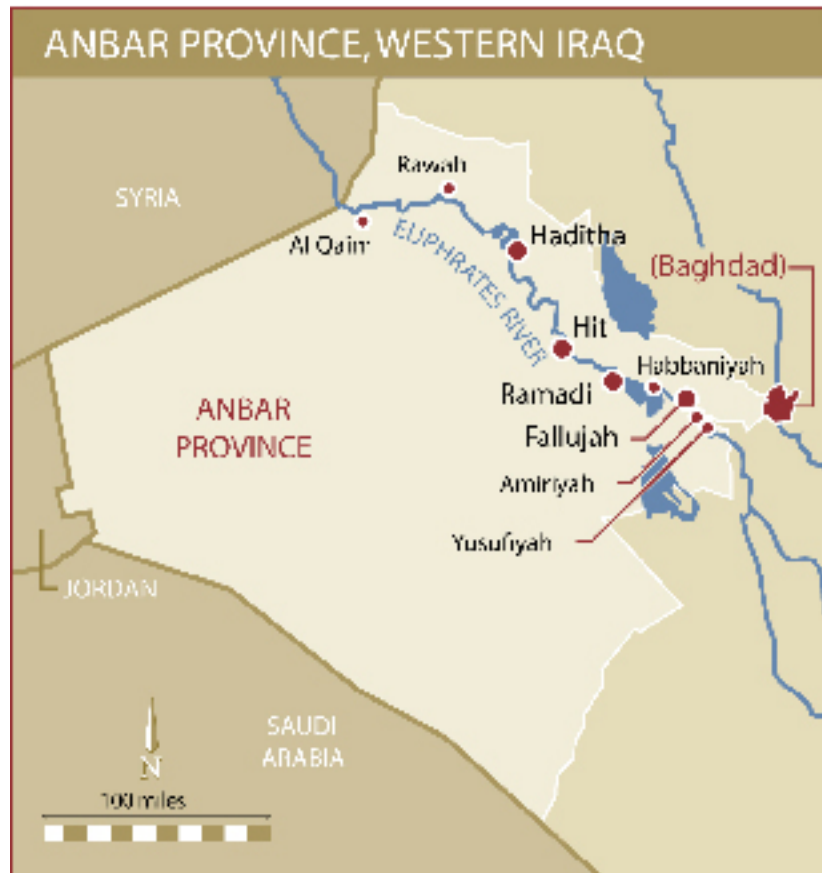 ANBAR PROVINCE, WESTERN IRAQ
Rawah
SYRIA
Al Qaim
EUPHRATES RIVER
Haditha
(Baghdad)
Hit
Habbaniyah
Ramadi
ANBAR
PROVINCE
Fallujah
Amiriyah
Yusufiyah
JORDAN
SAUDI
ARABIA
N
100 miles